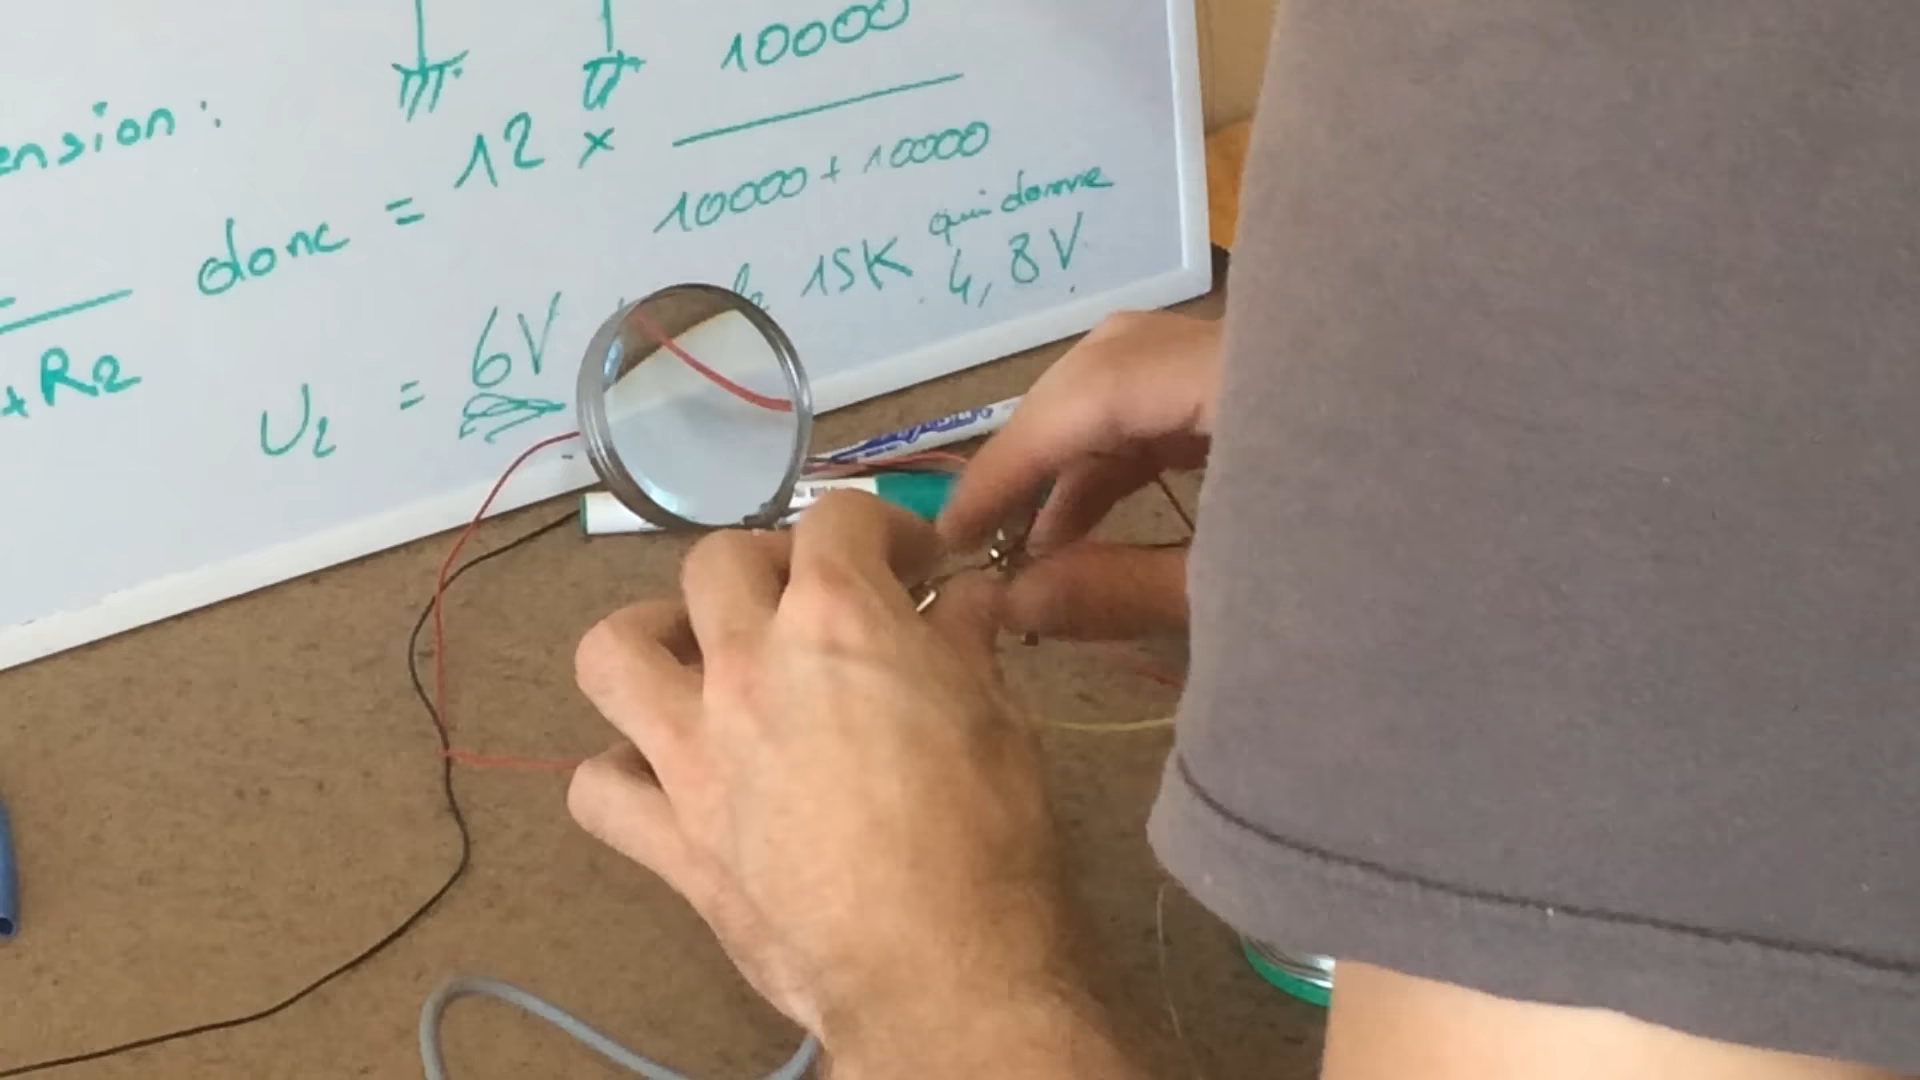 10000
ension:
donc = 12 x
10000 + 10000
qui donne
15K 4,8V
+R2
U2 = 6V